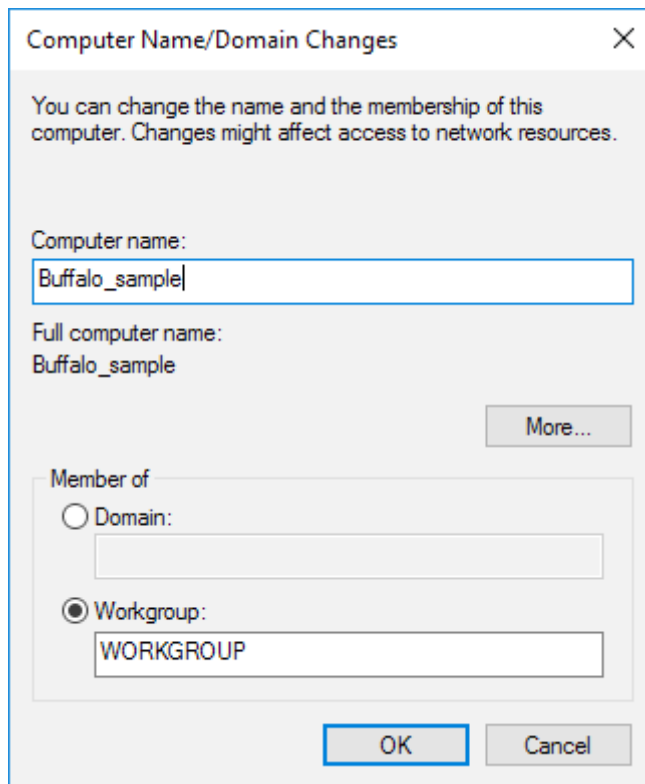 Computer Name/Domain Changes
You can change the name and the membership of this
computer. Changes might affect access to network resources.
Computer name:
Buffalo_sample
Full computer name:
Buffalo_sample
More...
Member of
Domain:
Workgroup:
WORKGROUP
OK
Cancel